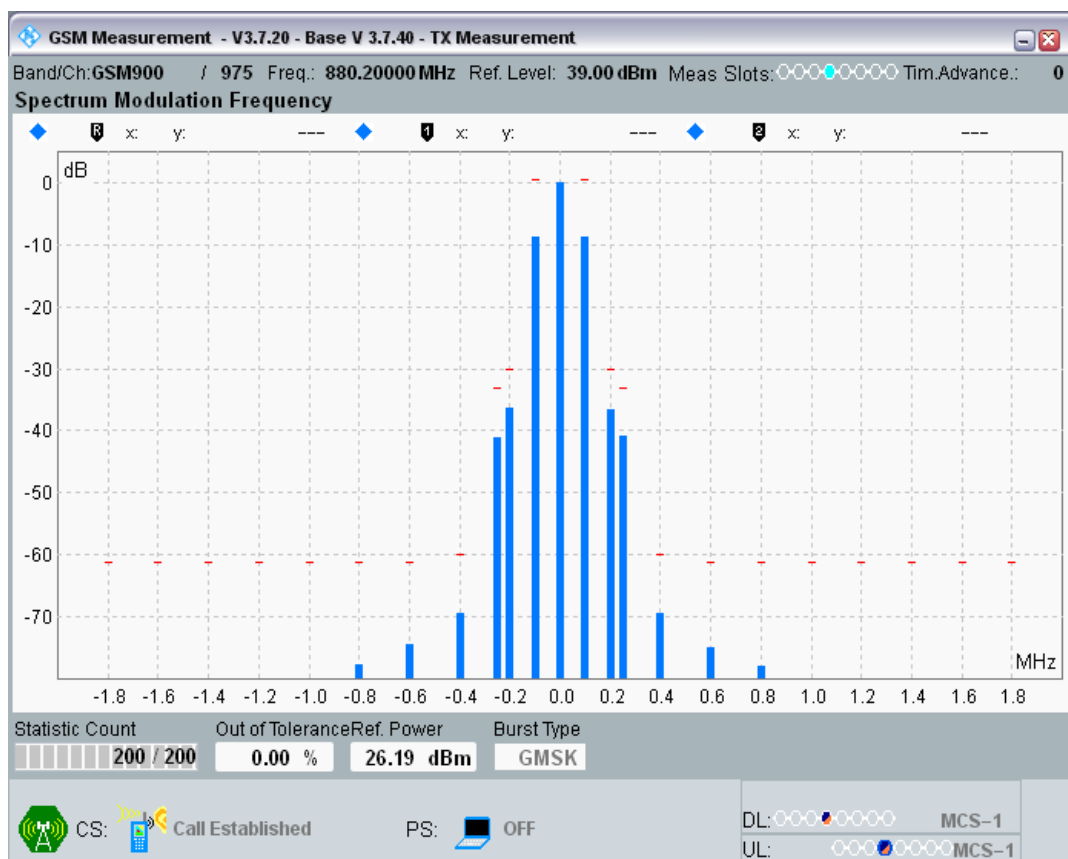 GSM Measurement - V3.7.20 - Base V 3.7.40 - TX Measurement
Band/Ch:GSM900 / 975 Freq.: 880.20000 MHz Ref. Level: 39.00 dBm Meas Slots: Tim.Advance.: 0
Spectrum Modulation Frequency
R x: y: --- 1 x: y: --- 2 x: y: ---
dB
0
-10
-20
-30
-40
-50
-60
-70
MHz
-1.8 -1.6 -1.4 -1.2 -1.0 -0.8 -0.6 -0.4 -0.2 0.0 0.2 0.4 0.6 0.8 1.0 1.2 1.4 1.6 1.8
Statistic Count Out of Tolerance Ref. Power Burst Type
200 / 200 0.00 % 26.19 dBm GMSK
CS: Call Established PS: OFF DL: MCS-1
UL: MCS-1